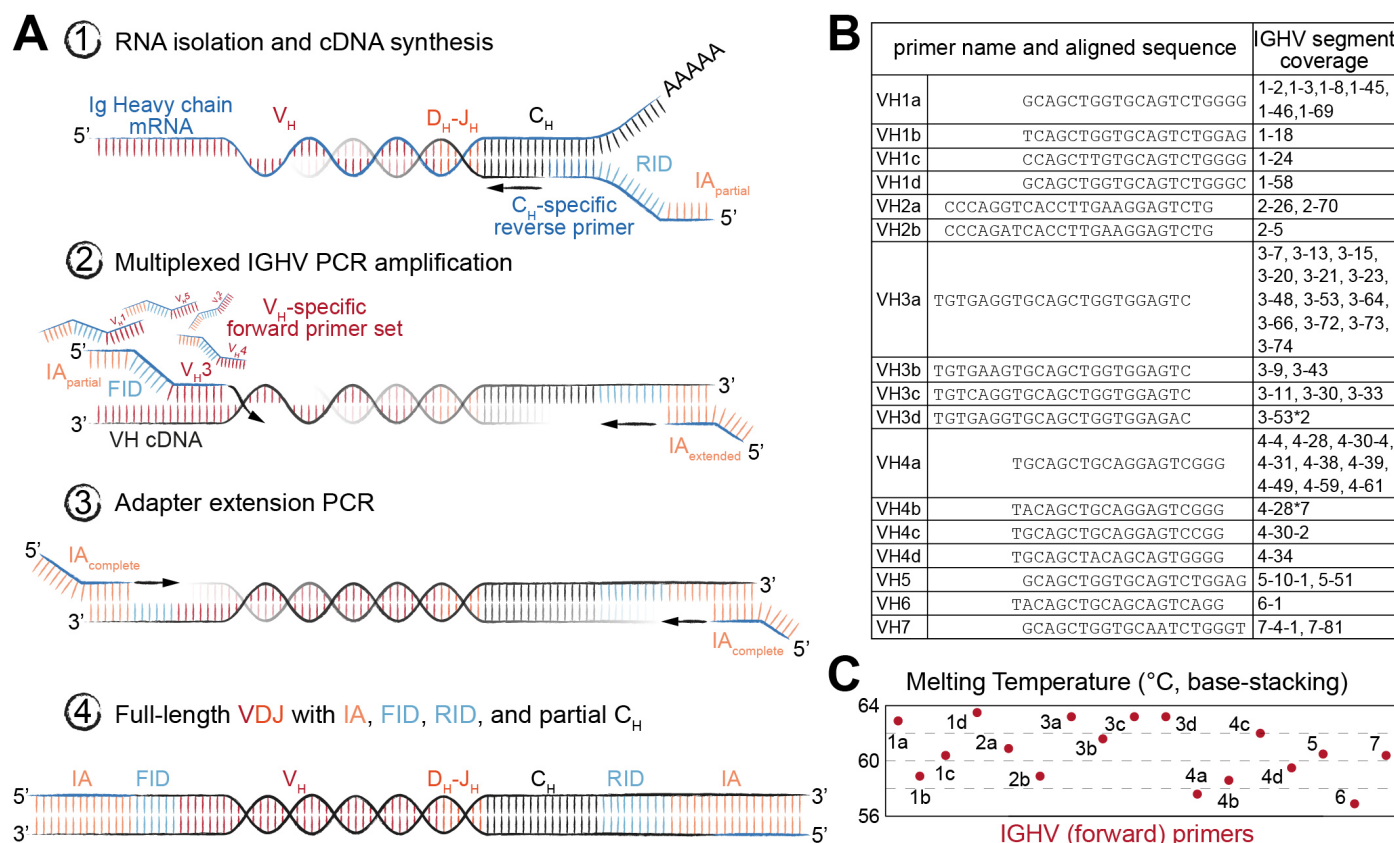 A
1 RNA isolation and cDNA synthesis
AAAAA
Ig Heavy chain
mRNA
VH
DH-JH
CH
5'
RID
IApartial
CH-specific
reverse primer
5'
2 Multiplexed IGHV PCR amplification
VH1
VH5
VH2
VH4
VH-specific
forward primer set
5'
IApartial
FID
VH3
3'
3'
VH cDNA
IAextended
5'
3 Adapter extension PCR
5'
IAcomplete
3'
3'
IAcomplete
5'
4 Full-length VDJ with IA, FID, RID, and partial CH
IA
FID
VH
DH-JH
CH
RID
IA
5'
3'
3'
5'
B
primer name and aligned sequence
IGHV segment
coverage
VH1a GCAGCTGGTGCAGTCTGGGG 1-2,1-3,1-8,1-45,
1-46,1-69
VH1b TCAGCTGGTGCAGTCTGGAG 1-18
VH1c CCAGCTTGTGCAGTCTGGGG 1-24
VH1d GCAGCTGGTGCAGTCTGGGC 1-58
VH2a CCCAGGTCACCTTGAAGGAGTCTG 2-26, 2-70
VH2b CCCAGATCACCTTGAAGGAGTCTG 2-5
VH3a TGTGAGGTGCAGCTGGTGGAGTC 3-7, 3-13, 3-15,
3-20, 3-21, 3-23,
3-48, 3-53, 3-64,
3-66, 3-72, 3-73,
3-74
VH3b TGTGAAGTGCAGCTGGTGGAGTC 3-9, 3-43
VH3c TGTCAGGTGCAGCTGGTGGAGTC 3-11, 3-30, 3-33
VH3d TGTGAGGTGCAGCTGGTGGAGAC 3-53*2
VH4a TGCAGCTGCAGGAGTCGGG 4-4, 4-28, 4-30-4,
4-31, 4-38, 4-39,
4-49, 4-59, 4-61
VH4b TACAGCTGCAGGAGTCGGG 4-28*7
VH4c TGCAGCTGCAGGAGTCCGG 4-30-2
VH4d TGCAGCTACAGCAGTGGGG 4-34
VH5 GCAGCTGGTGCAGTCTGGAG 5-10-1, 5-51
VH6 TACAGCTGCAGCAGTCAGG 6-1
VH7 GCAGCTGGTGCAATCTGGGT 7-4-1, 7-81
C
Melting Temperature (°C, base-stacking)
64
60
56
1a
1b
1c
1d
2a
2b
3a
3b
3c
3d
4a
4b
4c
4d
5
6
7
IGHV (forward) primers